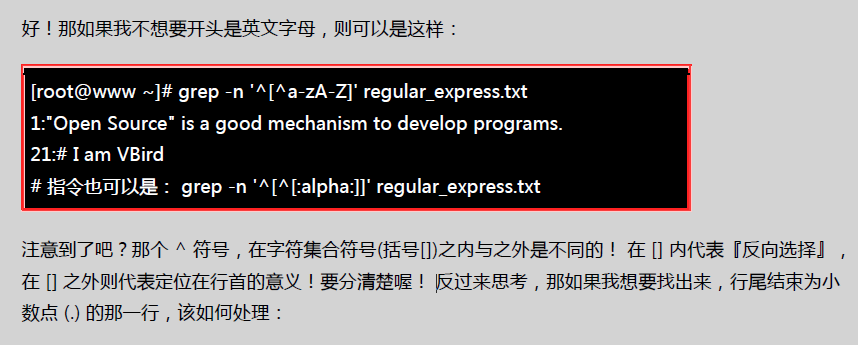 好！那如果我不想要开头是英文字母，则可以是这样：
[root@www ~]# grep -n '^[^a-zA-Z]' regular_express.txt
1:"Open Source" is a good mechanism to develop programs.
21:# I am VBird
# 指令也可以是： grep -n '^[^[:alpha:]]' regular_express.txt
注意到了吧？那个 ^ 符号，在字符集合符号(括号[])之内与之外是不同的！ 在 [] 内代表『反向选择』，
在 [] 之外则代表定位在行首的意义！要分清楚喔！ 反过来思考，那如果我想要找出来，行尾结束为小
数点 (.) 的那一行，该如何处理：